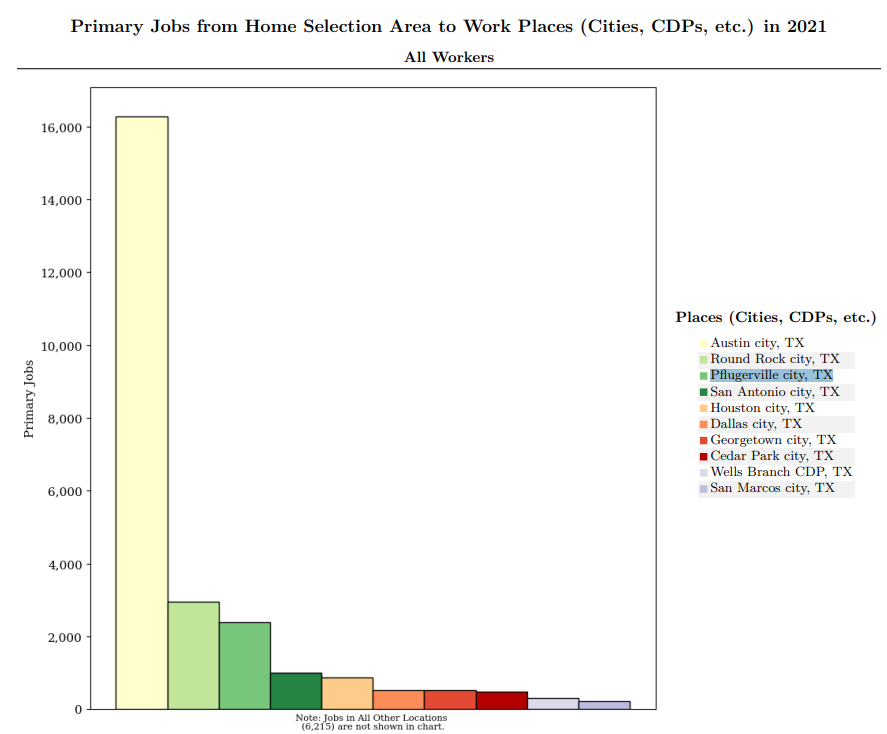 Primary Jobs from Home Selection Area to Work Places (Cities, CDPs, etc.) in 2021
All Workers
16,000
14,000
12,000
10,000
8,000
6,000
4,000
2,000
0
Primary Jobs
Note: Jobs in All Other Locations
(6,215) are not shown in chart.
Places (Cities, CDPs, etc.)
Austin city, TX
Round Rock city, TX
Pflugerville city, TX
San Antonio city, TX
Houston city, TX
Dallas city, TX
Georgetown city, TX
Cedar Park city, TX
Wells Branch CDP, TX
San Marcos city, TX